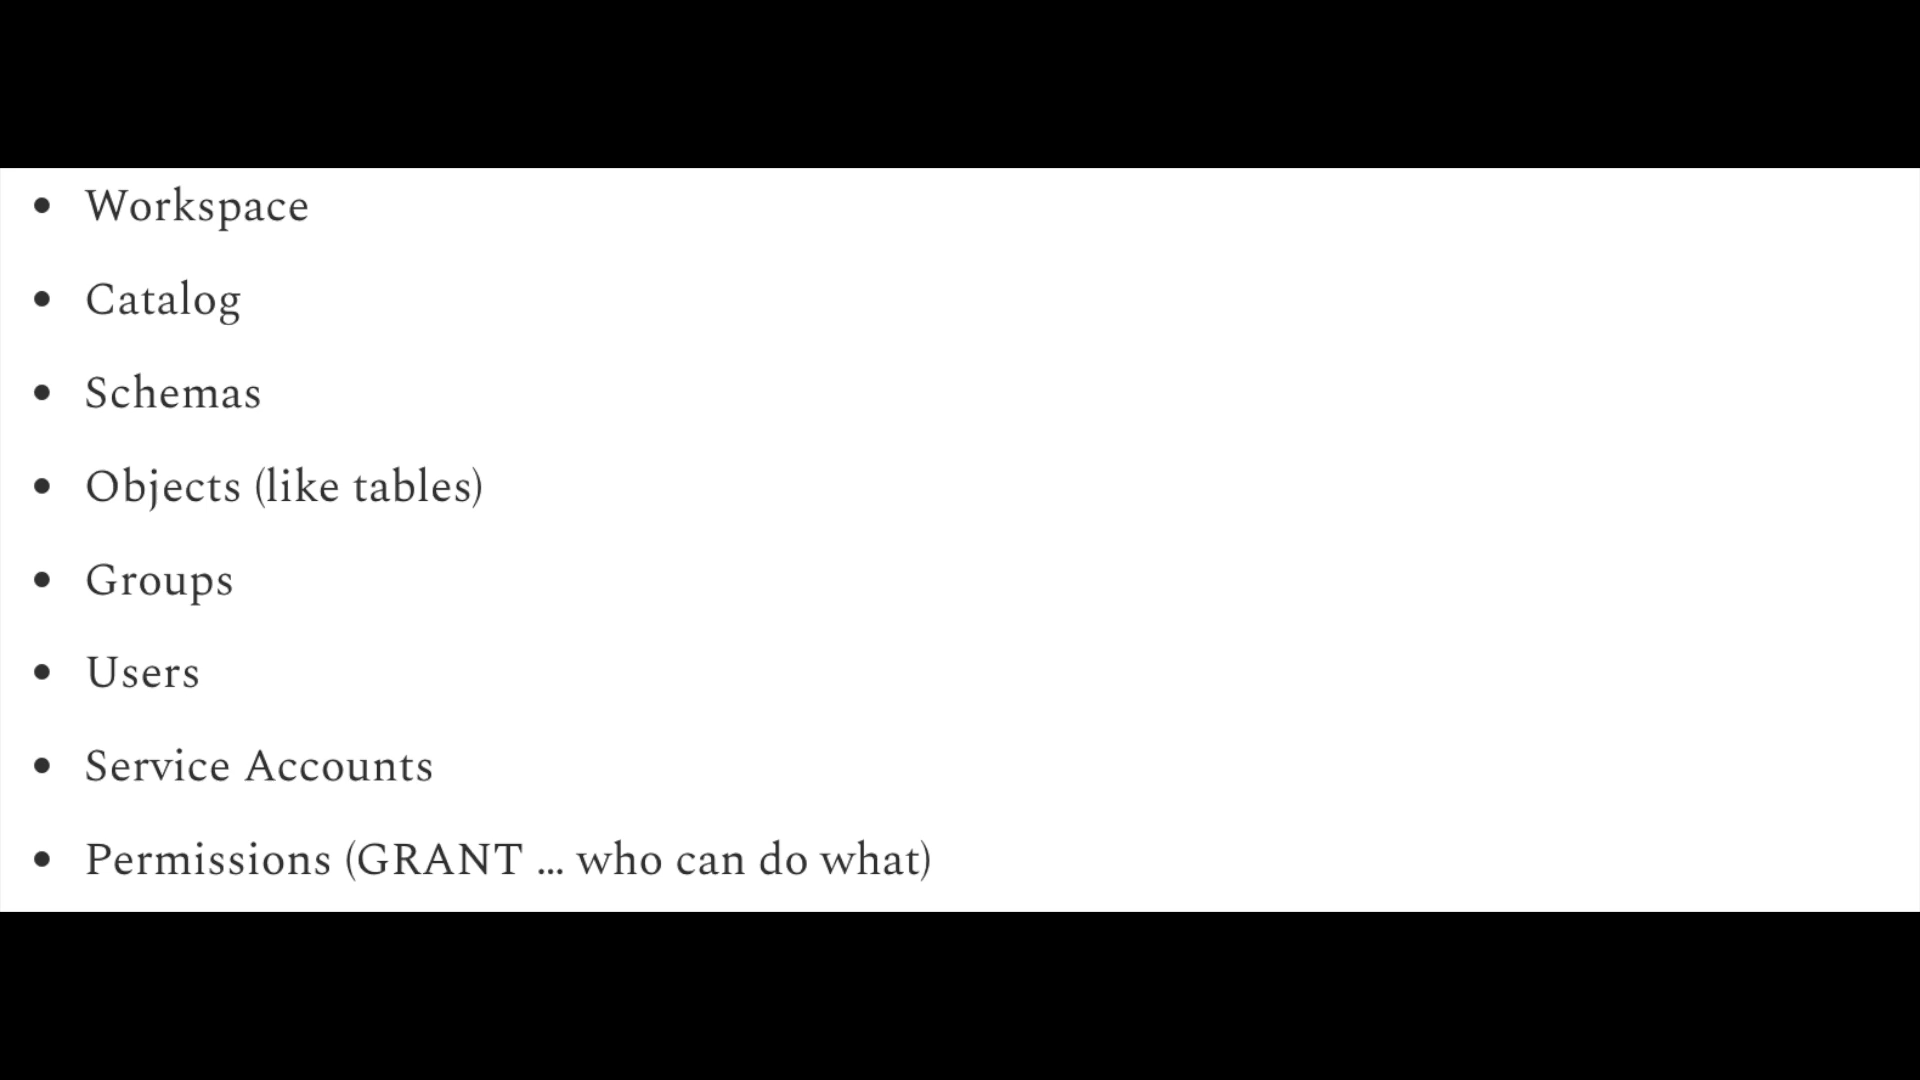 • Workspace
• Catalog
• Schemas
• Objects (like tables)
• Groups
• Users
• Service Accounts
• Permissions (GRANT ... who can do what)